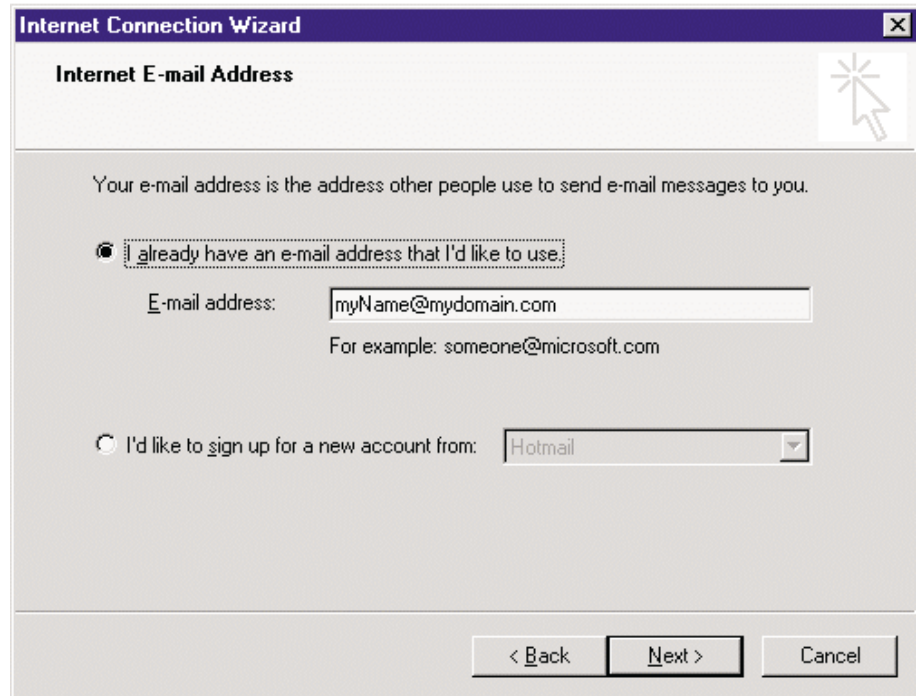 Internet Connection Wizard
Internet E-mail Address
Your e-mail address is the address other people use to send e-mail messages to you.
I already have an e-mail address that I'd like to use.
E-mail address: myName@mydomain.com
For example: someone@microsoft.com
I'd like to sign up for a new account from: Hotmail
< Back Next > Cancel